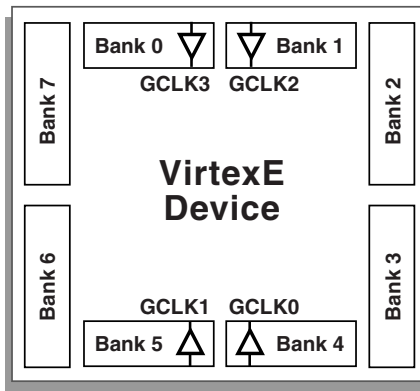 Bank 0
Bank 1
GCLK3
GCLK2
Bank 7
Bank 2
VirtexE
Device
Bank 6
Bank 3
GCLK1
GCLK0
Bank 5
Bank 4